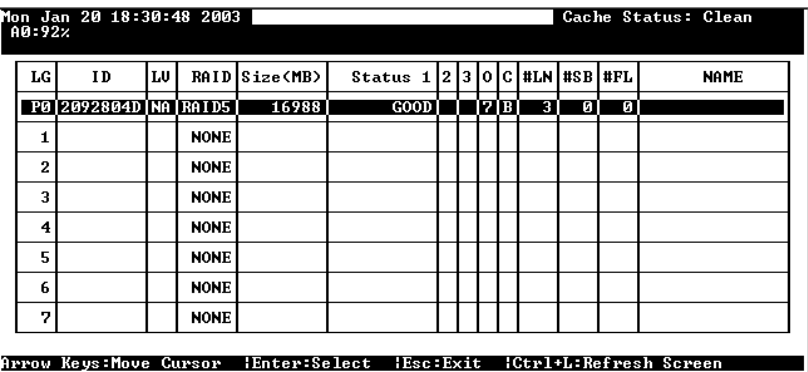 Mon Jan 20 18:30:48 2003 Cache Status: Clean
A0:92%
LG ID LV RAID Size(MB) Status 1 2 3 O C #LN #SB #FL NAME
P0 2092804D NA RAID5 16988 GOOD 7 B 3 0 0
1 NONE
2 NONE
3 NONE
4 NONE
5 NONE
6 NONE
7 NONE
Arrow Keys:Move Cursor |Enter:Select |Esc:Exit |Ctrl+L:Refresh Screen